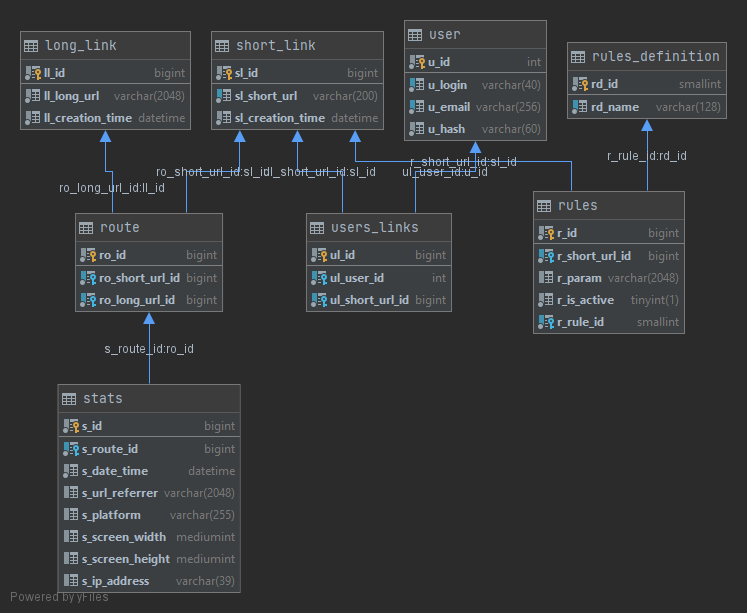 long_link
ll_id bigint
ll_long_url varchar(2048)
ll_creation_time datetime
short_link
sl_id bigint
sl_short_url varchar(200)
sl_creation_time datetime
user
u_id int
u_login varchar(40)
u_email varchar(256)
u_hash varchar(60)
rules_definition
rd_id smallint
rd_name varchar(128)
ro_long_url_id:ll_id
ro_short_url_id:sl_id
ul_short_url_id:sl_id
r_short_url_id:sl_id
ul_user_id:u_id
r_rule_id:rd_id
route
ro_id bigint
ro_short_url_id bigint
ro_long_url_id bigint
users_links
ul_id bigint
ul_user_id int
ul_short_url_id bigint
rules
r_id bigint
r_short_url_id bigint
r_param varchar(2048)
r_is_active tinyint(1)
r_rule_id smallint
s_route_id:ro_id
stats
s_id bigint
s_route_id bigint
s_date_time datetime
s_url_referrer varchar(2048)
s_platform varchar(255)
s_screen_width mediumint
s_screen_height mediumint
s_ip_address varchar(39)
Powered by yFiles